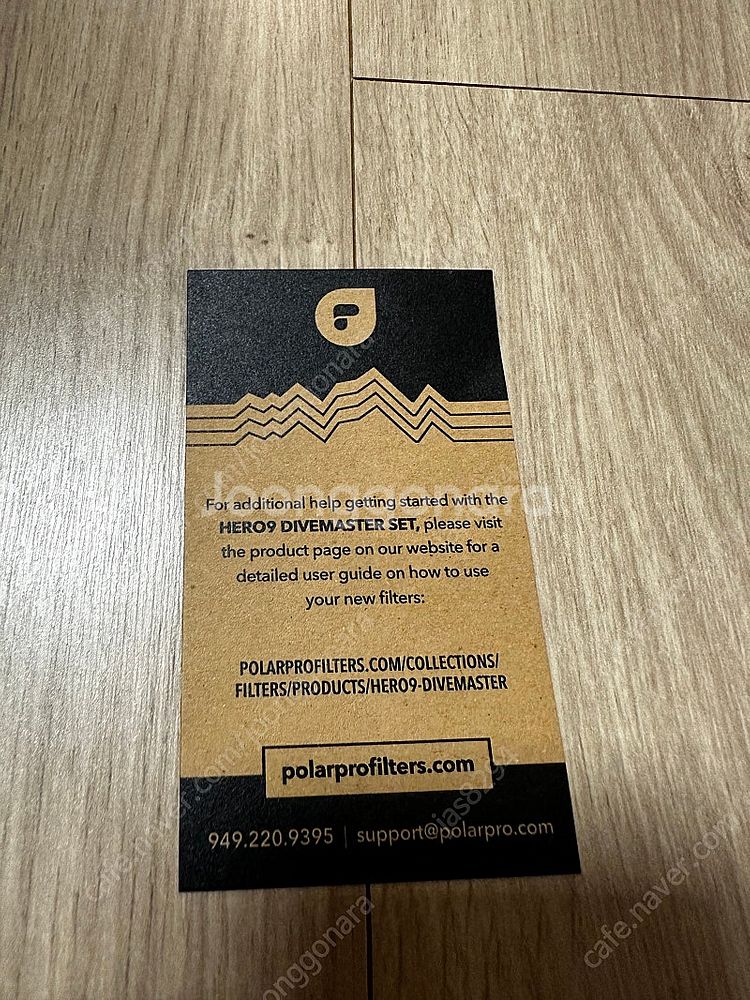 For additional help getting started with the
HERO9 DIVEMASTER SET, please visit
the product page on our website for a
detailed user guide on how to use
your new filters:
POLARPROFILTERS.COM/COLLECTIONS/
FILTERS/PRODUCTS/HERO9-DIVEMASTER
polarprofilters.com
949.220.9395 | support@polarpro.com
Joonggonara
cafe.naver.com